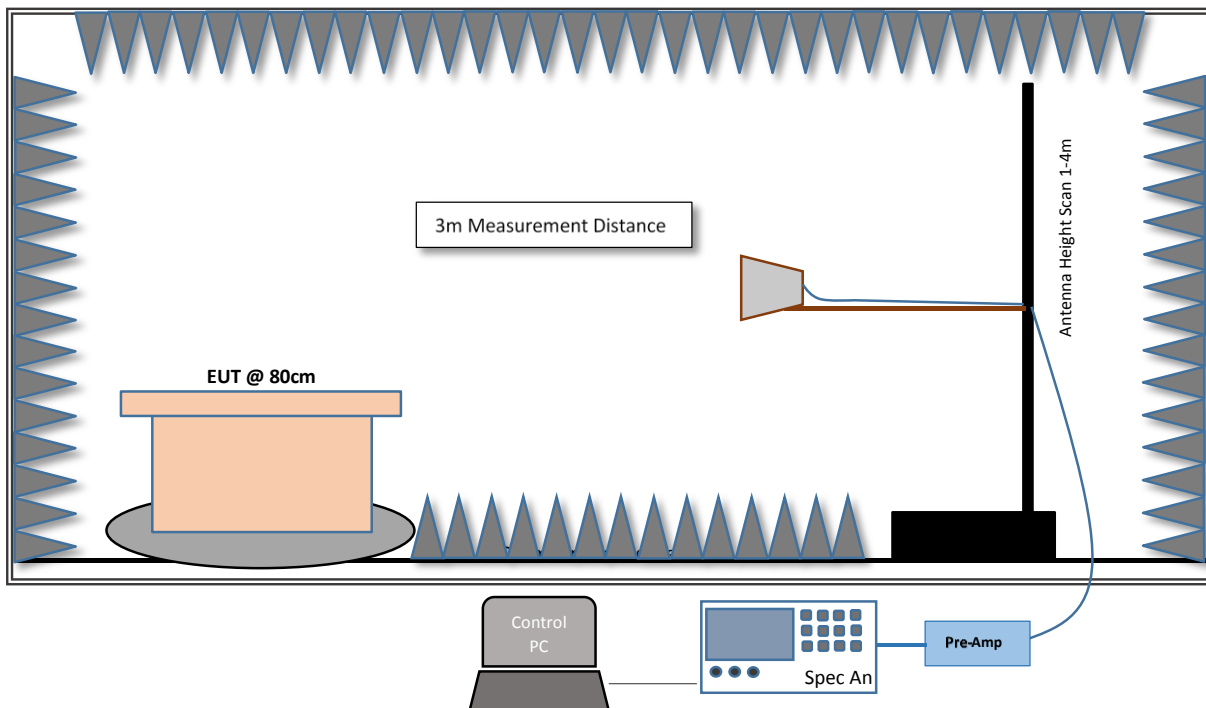 3m Measurement Distance
Antenna Height Scan 1-4m
EUT @ 80cm
Control
PC
Spec An
Pre-Amp